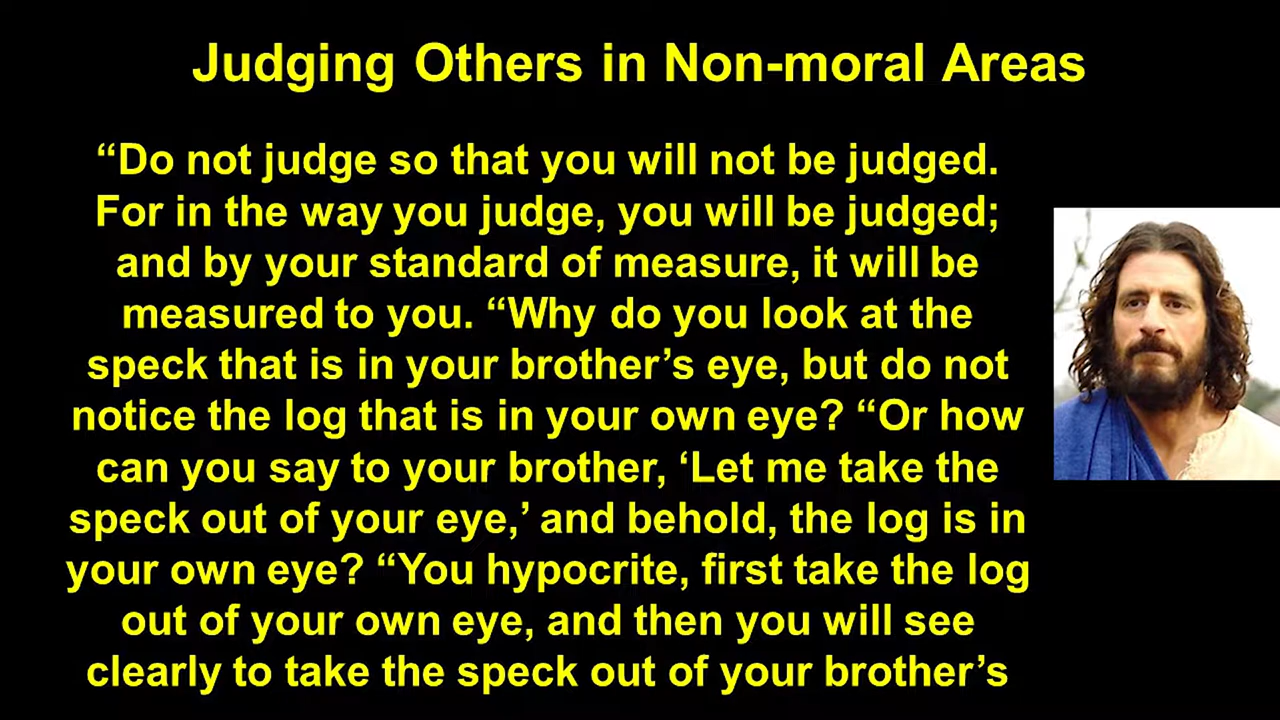 Judging Others in Non-moral Areas
“Do not judge so that you will not be judged.
For in the way you judge, you will be judged;
and by your standard of measure, it will be
measured to you. “Why do you look at the
speck that is in your brother’s eye, but do not
notice the log that is in your own eye? “Or how
can you say to your brother, ‘Let me take the
speck out of your eye,’ and behold, the log is in
your own eye? “You hypocrite, first take the log
out of your own eye, and then you will see
clearly to take the speck out of your brother’s